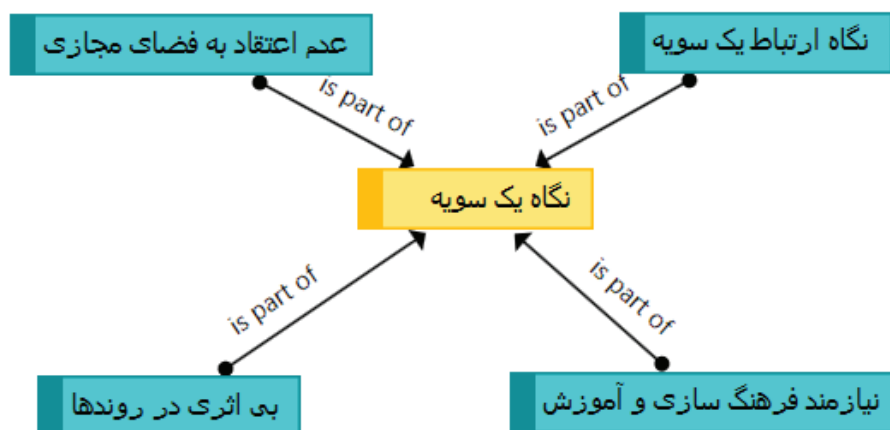 عدم اعتقاد به فضای مجازی
نگاه ارتباط یک سویه
is part of
is part of
نگاه یک سویه
is part of
is part of
بی اثری در روندها
نیازمند فرهنگ سازی و آموزش